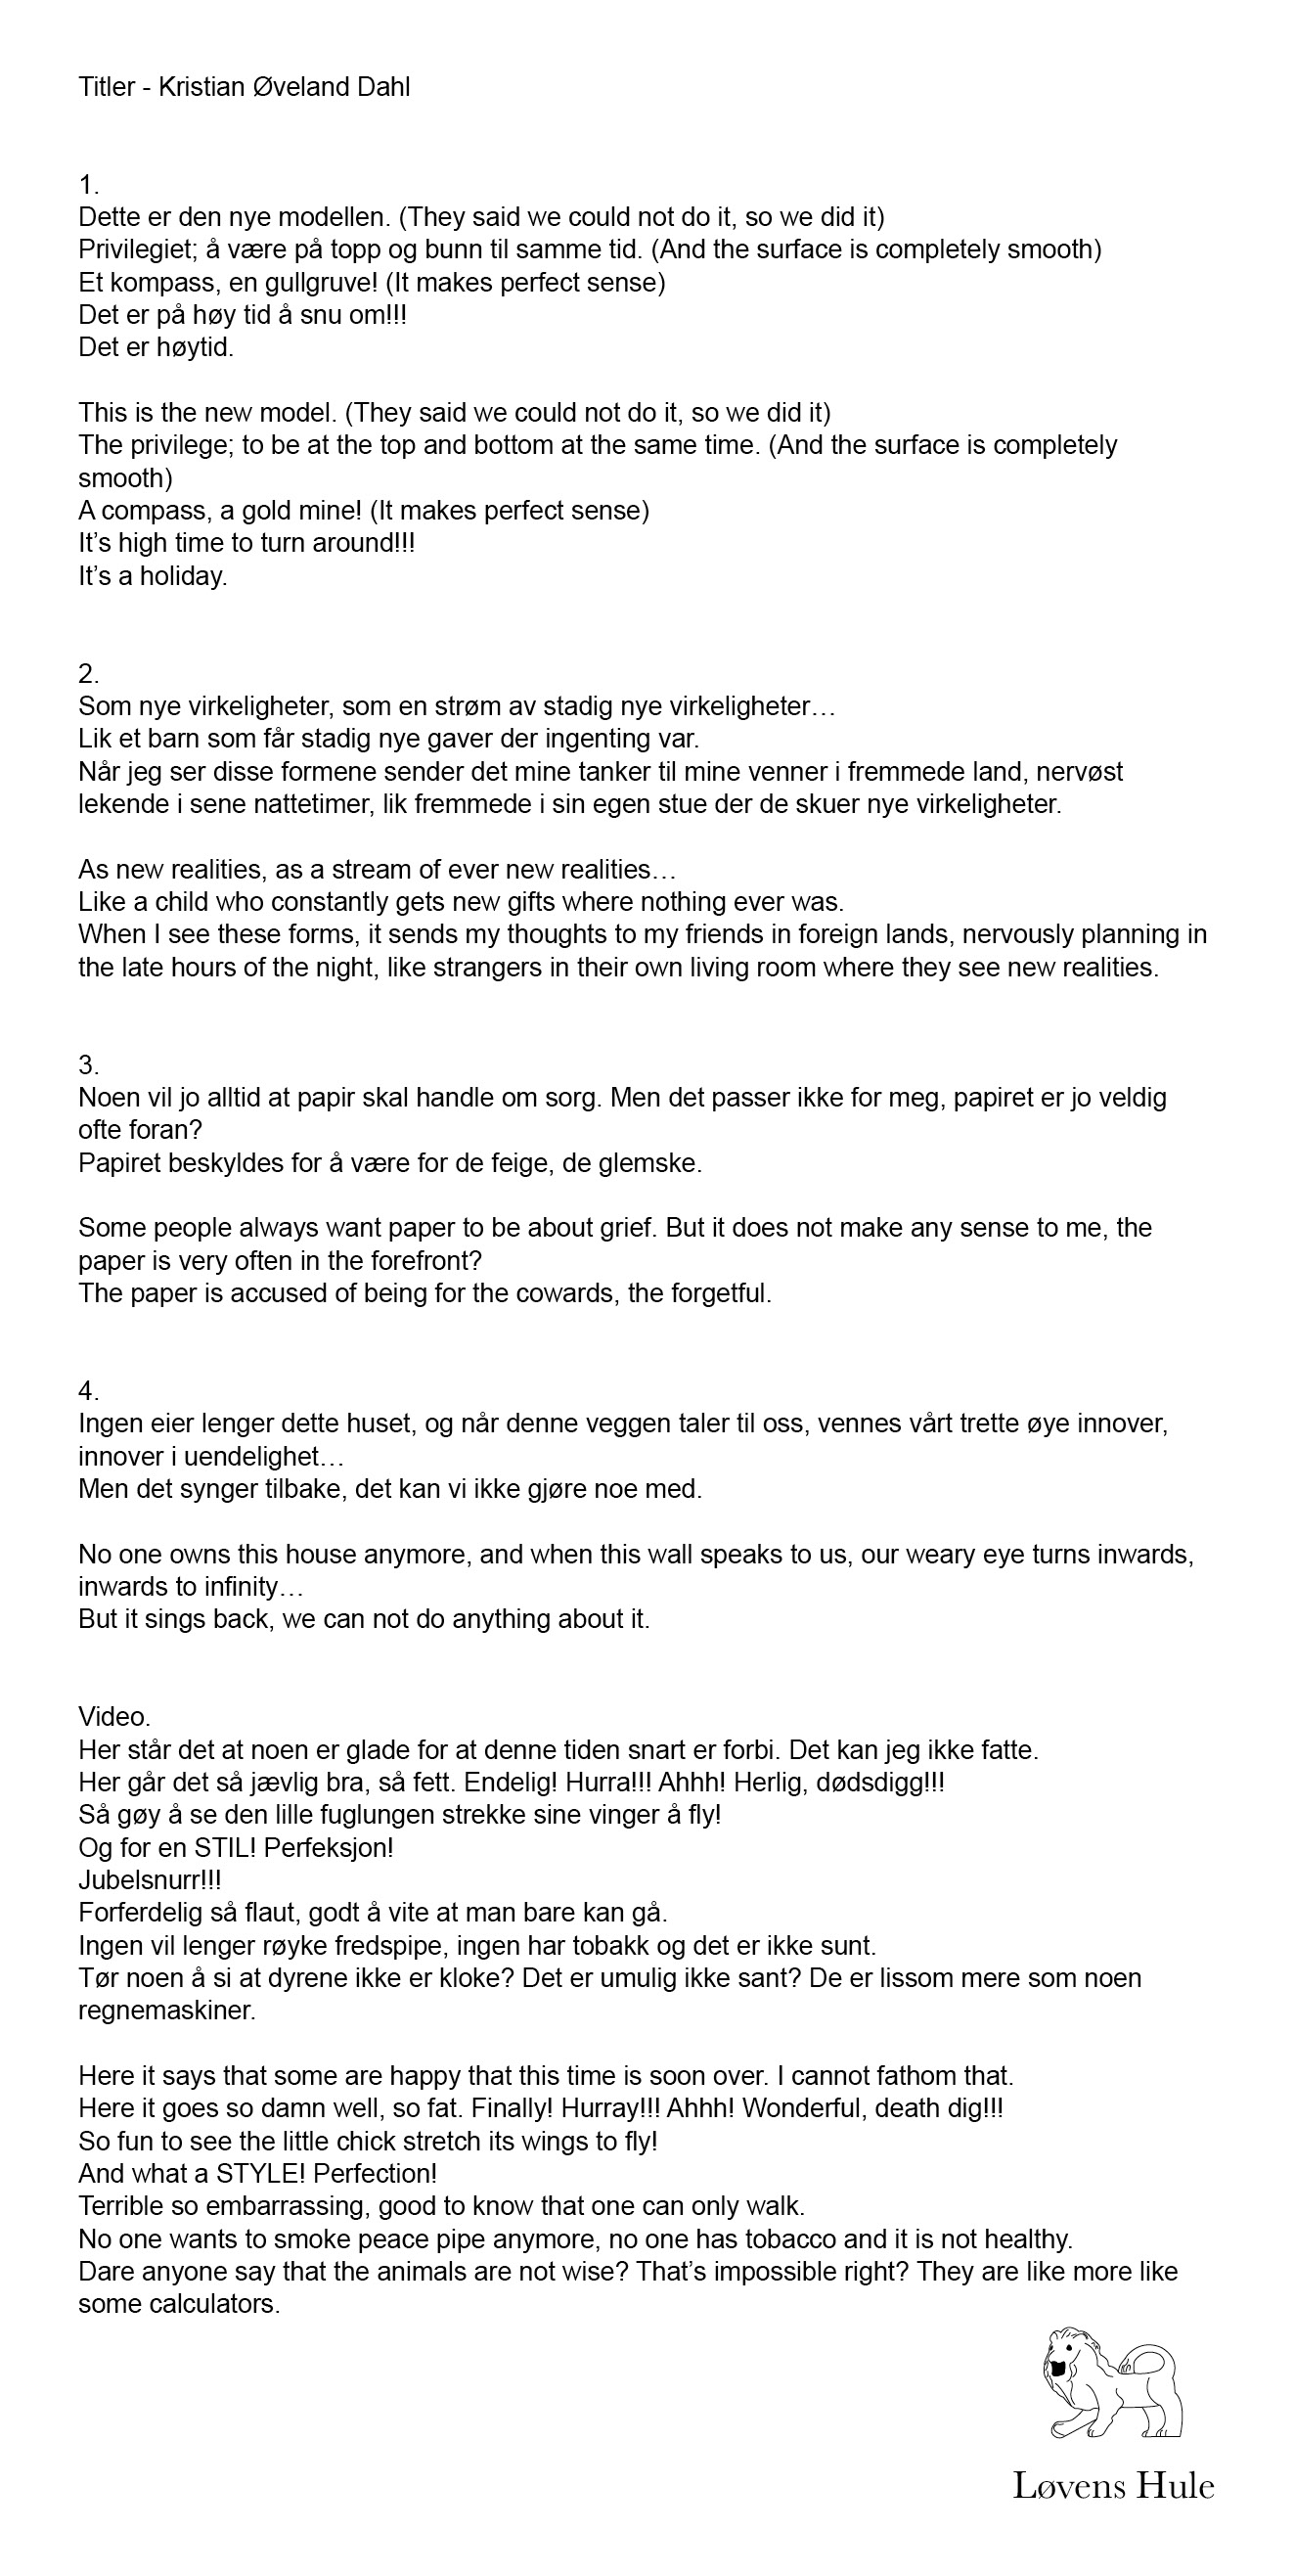 Titler - Kristian Øveland Dahl
1.
Dette er den nye modellen. (They said we could not do it, so we did it)
Privilegiet; å være på topp og bunn til samme tid. (And the surface is completely smooth)
Et kompass, en gullgruve! (It makes perfect sense)
Det er på høy tid å snu om!!!
Det er høytid.
This is the new model. (They said we could not do it, so we did it)
The privilege; to be at the top and bottom at the same time. (And the surface is completely
smooth)
A compass, a gold mine! (It makes perfect sense)
It’s high time to turn around!!!
It’s a holiday.
2.
Som nye virkeligheter, som en strøm av stadig nye virkeligheter…
Lik et barn som får stadig nye gaver der ingenting var.
Når jeg ser disse formene sender det mine tanker til mine venner i fremmede land, nervøst
lekende i sene nattetimer, lik fremmede i sin egen stue der de skuer nye virkeligheter.
As new realities, as a stream of ever new realities…
Like a child who constantly gets new gifts where nothing ever was.
When I see these forms, it sends my thoughts to my friends in foreign lands, nervously planning in
the late hours of the night, like strangers in their own living room where they see new realities.
3.
Noen vil jo alltid at papir skal handle om sorg. Men det passer ikke for meg, papiret er jo veldig
ofte foran?
Papiret beskyldes for å være for de feige, de glemske.
Some people always want paper to be about grief. But it does not make any sense to me, the
paper is very often in the forefront?
The paper is accused of being for the cowards, the forgetful.
4.
Ingen eier lenger dette huset, og når denne veggen taler til oss, vennes vårt trette øye innover,
innover i uendelighet…
Men det synger tilbake, det kan vi ikke gjøre noe med.
No one owns this house anymore, and when this wall speaks to us, our weary eye turns inwards,
inwards to infinity…
But it sings back, we can not do anything about it.
Video.
Her står det at noen er glade for at denne tiden snart er forbi. Det kan jeg ikke fatte.
Her går det så jævlig bra, så fett. Endelig! Hurra!!! Ahhh! Herlig, dødsdigg!!!
Så gøy å se den lille fuglungen strekke sine vinger å fly!
Og for en STIL! Perfeksjon!
Jubelsnurr!!!
Forferdelig så flaut, godt å vite at man bare kan gå.
Ingen vil lenger røyke fredspipe, ingen har tobakk og det er ikke sunt.
Tør noen å si at dyrene ikke er kloke? Det er umulig ikke sant? De er lissom mere som noen
regnemaskiner.
Here it says that some are happy that this time is soon over. I cannot fathom that.
Here it goes so damn well, so fat. Finally! Hurray!!! Ahhh! Wonderful, death dig!!!
So fun to see the little chick stretch its wings to fly!
And what a STYLE! Perfection!
Terrible so embarrassing, good to know that one can only walk.
No one wants to smoke peace pipe anymore, no one has tobacco and it is not healthy.
Dare anyone say that the animals are not wise? That’s impossible right? They are like more like
some calculators.
Løvens Hule